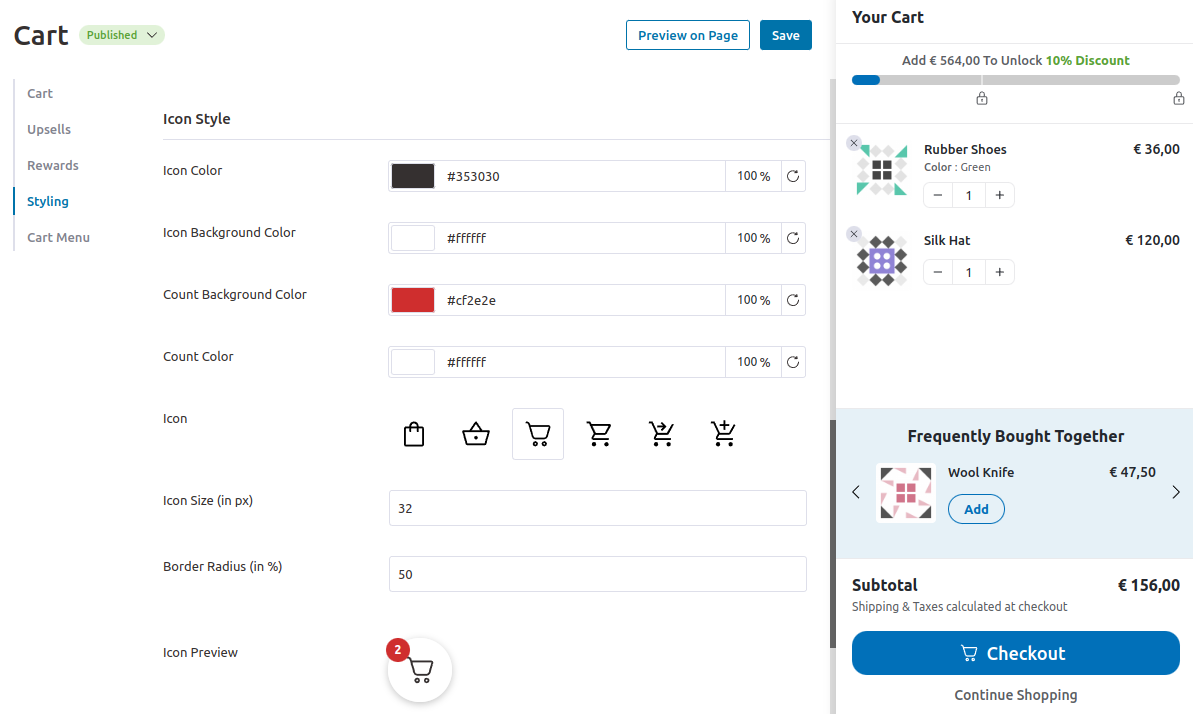 Cart
Published
Preview on Page
Save
Cart
Upsells
Rewards
Styling
Cart Menu
Icon Style
Icon Color
#353030
100 %
Icon Background Color
#ffffff
100 %
Count Background Color
#cf2e2e
100 %
Count Color
#ffffff
100 %
Icon
Icon Size (in px)
32
Border Radius (in %)
50
Icon Preview
2
Your Cart
Add € 564,00 To Unlock 10% Discount
Rubber Shoes
€ 36,00
Color : Green
− 1 +
Silk Hat
€ 120,00
− 1 +
Frequently Bought Together
Wool Knife
€ 47,50
Add
Subtotal
€ 156,00
Shipping & Taxes calculated at checkout
Checkout
Continue Shopping